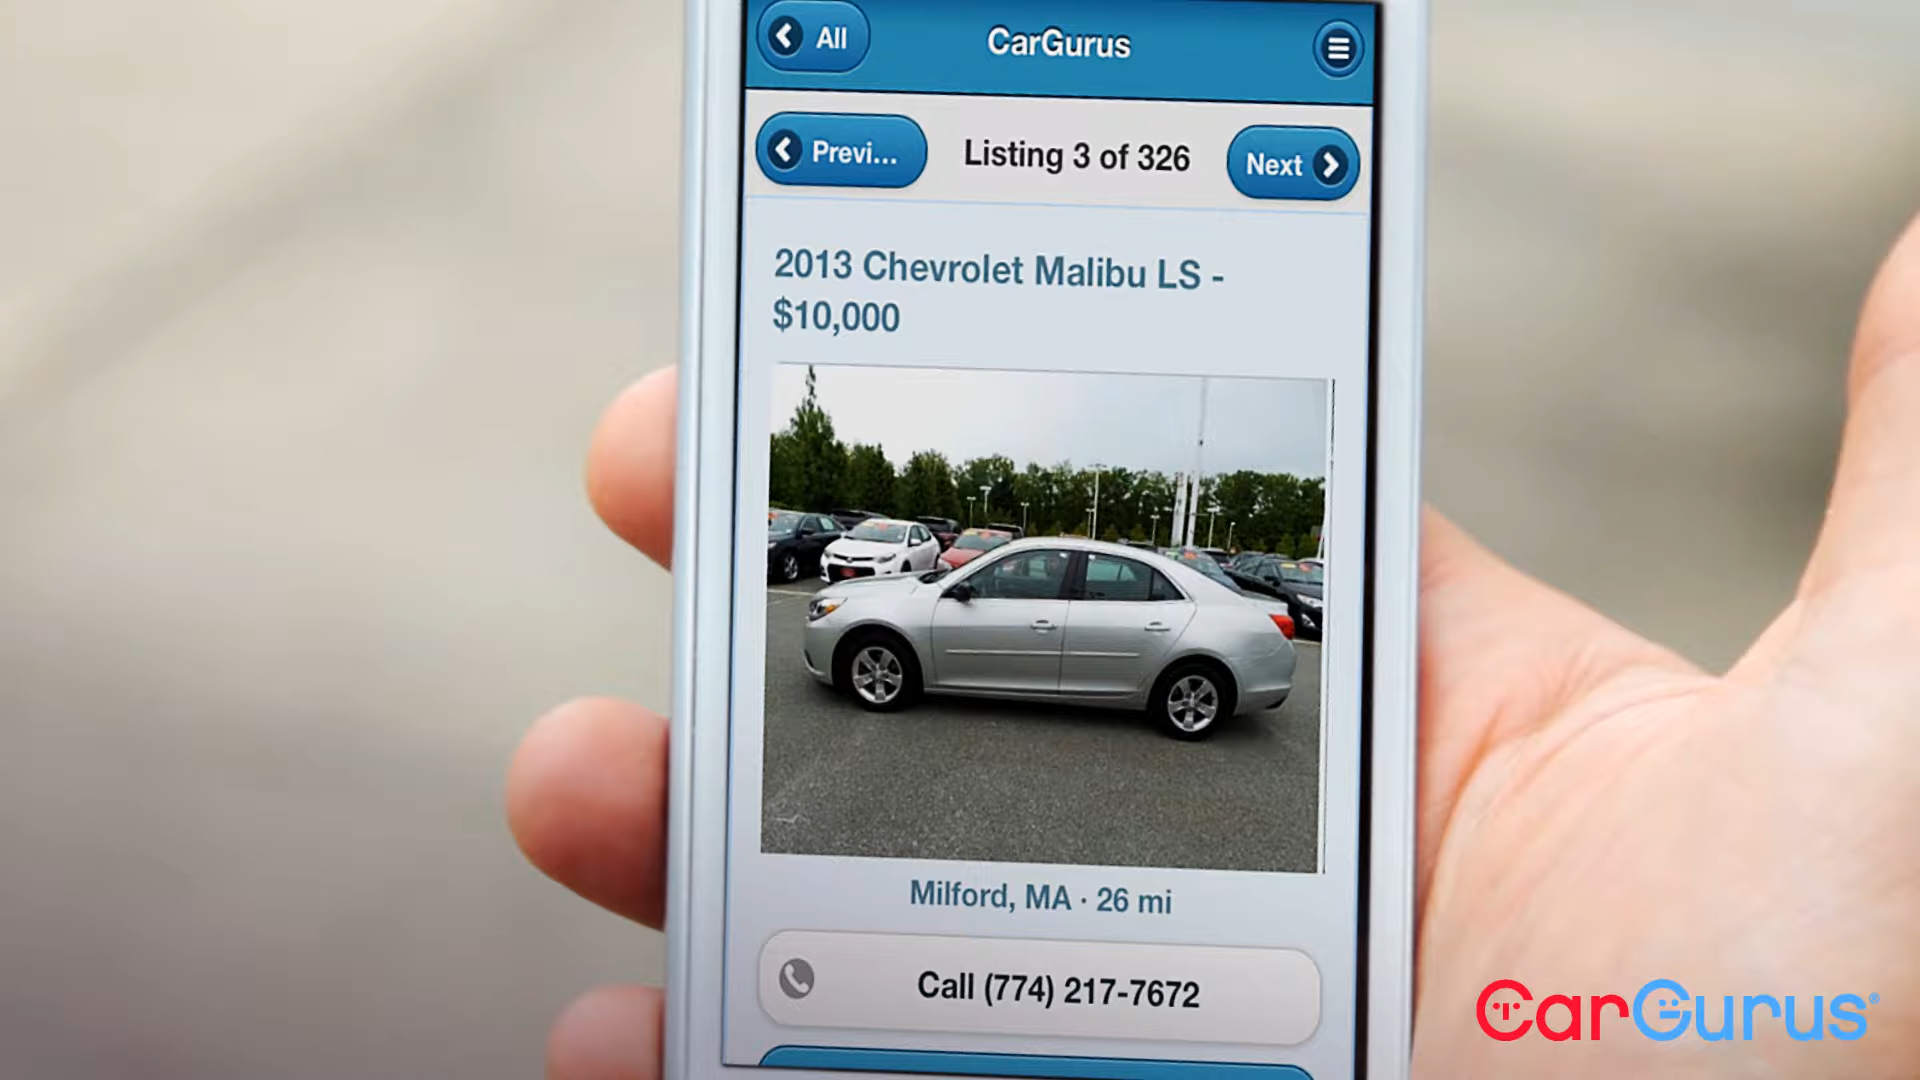 All
CarGurus
Previ...
Listing 3 of 326
Next
2013 Chevrolet Malibu LS -
$10,000
Milford, MA · 26 mi
Call (774) 217-7672
CarGurus®